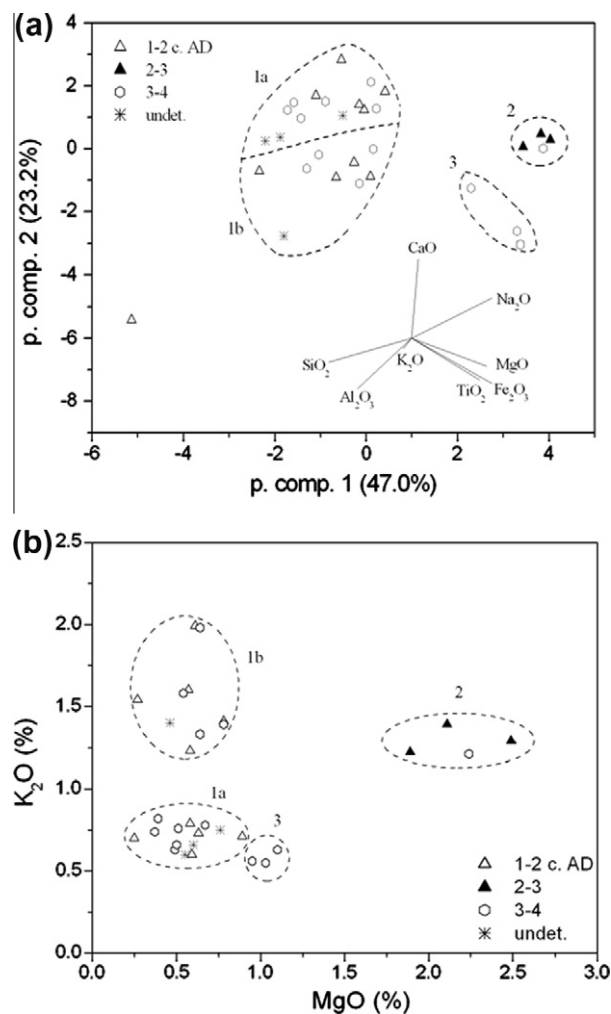 (a)
4
2
0
-2
-4
-6
-8
p. comp. 2 (23.2%)
1-2 c. AD
2-3
3-4
undet.
1a
1b
2
3
CaO
Na₂O
K₂O
MgO
SiO₂
Al₂O₃
TiO₂
Fe₂O₃
-6 -4 -2 0 2 4
p. comp. 1 (47.0%)
(b)
2.5
2.0
1.5
1.0
0.5
0.0
K₂O (%)
1b
2
1a
3
1-2 c. AD
2-3
3-4
undet.
0.0 0.5 1.0 1.5 2.0 2.5 3.0
MgO (%)